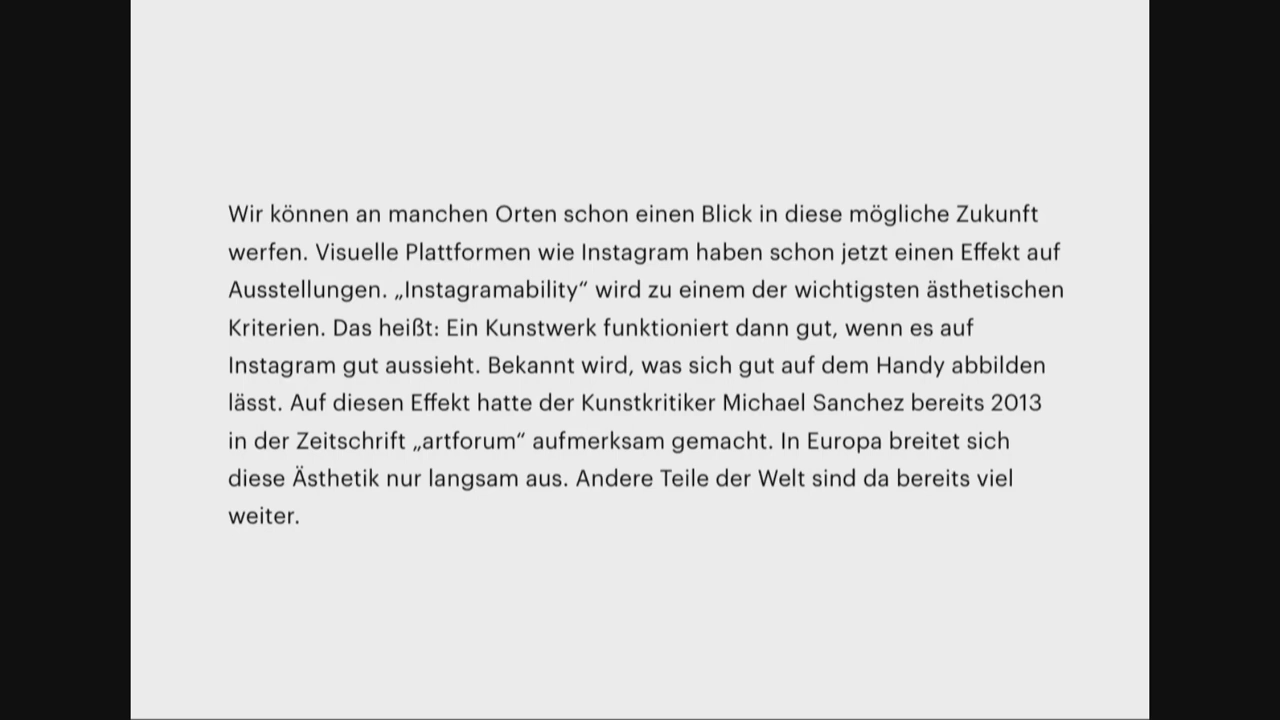 Wir können an manchen Orten schon einen Blick in diese mögliche Zukunft
werfen. Visuelle Plattformen wie Instagram haben schon jetzt einen Effekt auf
Ausstellungen. „Instagramability“ wird zu einem der wichtigsten ästhetischen
Kriterien. Das heißt: Ein Kunstwerk funktioniert dann gut, wenn es auf
Instagram gut aussieht. Bekannt wird, was sich gut auf dem Handy abbilden
lässt. Auf diesen Effekt hatte der Kunstkritiker Michael Sanchez bereits 2013
in der Zeitschrift „artforum“ aufmerksam gemacht. In Europa breitet sich
diese Ästhetik nur langsam aus. Andere Teile der Welt sind da bereits viel
weiter.